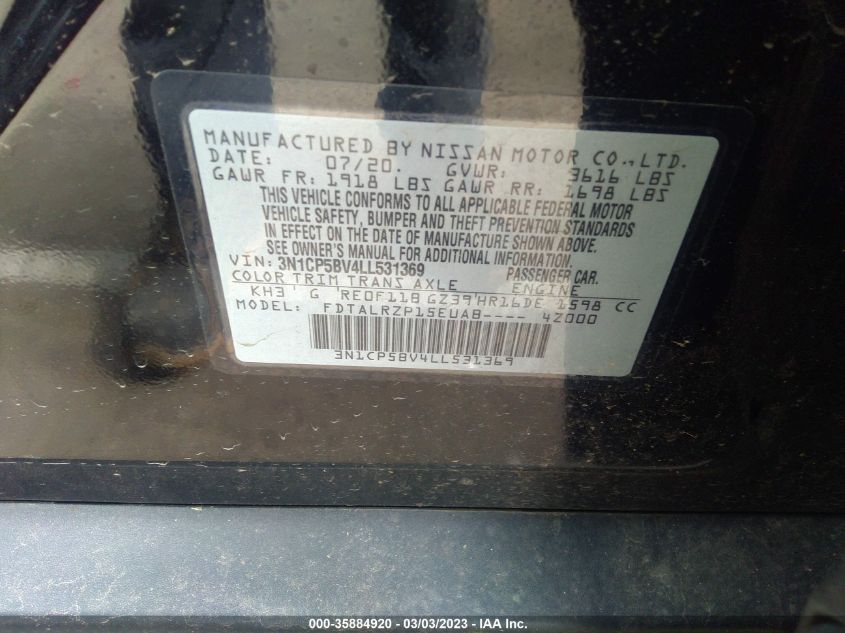 MANUFACTURED BY NISSAN MOTOR CO., LTD.
DATE: 07/20. GVWR: 3616 LBS
GAWR FR: 1918 LBS GAWR RR: 1698 LBS
THIS VEHICLE CONFORMS TO ALL APPLICABLE FEDERAL MOTOR
VEHICLE SAFETY, BUMPER AND THEFT PREVENTION STANDARDS
IN EFFECT ON THE DATE OF MANUFACTURE SHOWN ABOVE.
SEE OWNER'S MANUAL FOR ADDITIONAL INFORMATION.
VIN: 3N1CP5BV4LL531369 PASSENGER CAR.
COLOR TRIM TRANS AXLE ENGINE
KH3 ' G 'RE0F11B GZ39'HR16DE 1598 CC
MODEL: FDTALRZP15EUAB---- 4Z000
3N1CP5BV4LL531369
000-35884920 - 03/03/2023 - IAA Inc.